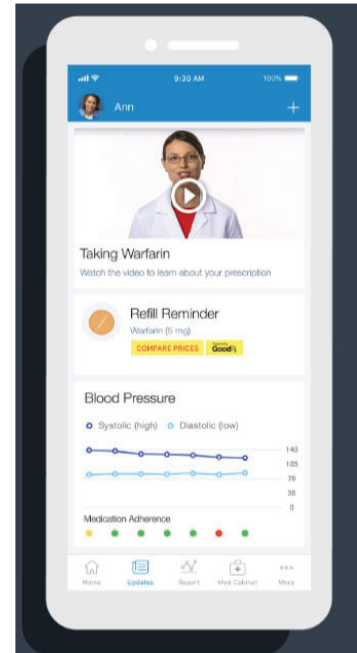 9:30 AM 100%
Ann
Taking Warfarin
Watch the video to learn about your prescription
Refill Reminder
Warfarin (5 mg)
COMPARE PRICES GoodRx
Blood Pressure
Systolic (high) Diastolic (low)
140
105
70
0
Medication Adherence
Home Updates Report Med Cabinet More